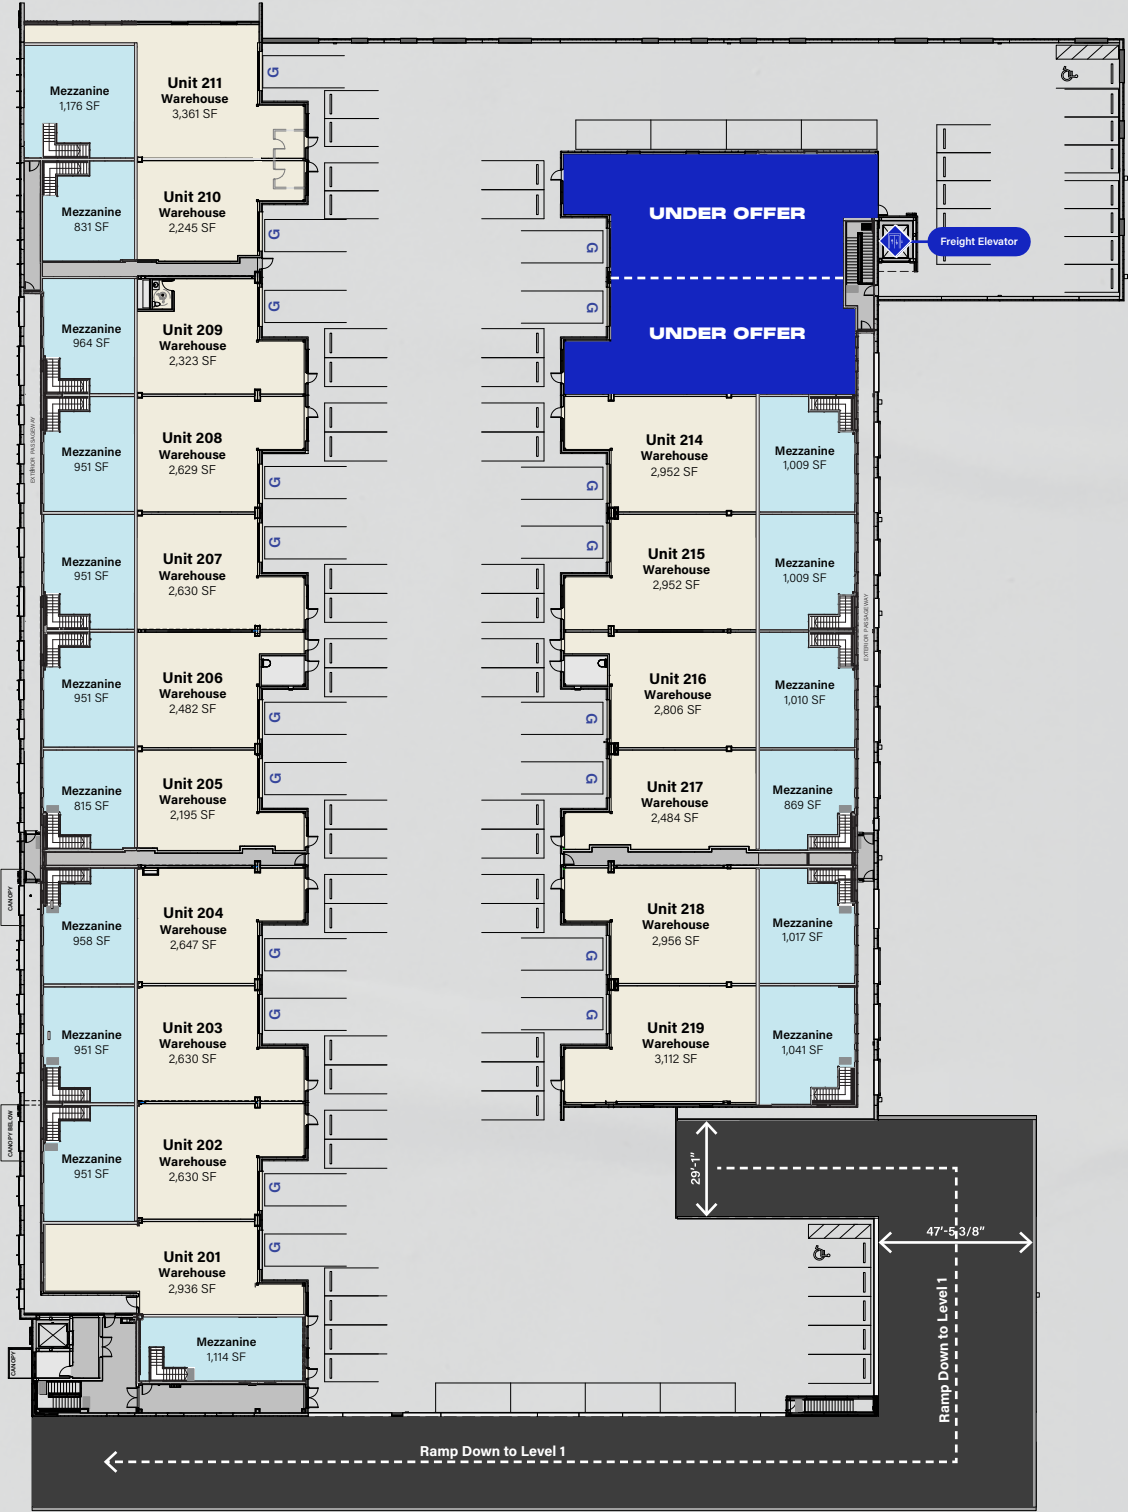 Mezzanine
1,176 SF
Unit 211
Warehouse
3,361 SF
G
Mezzanine
831 SF
Unit 210
Warehouse
2,245 SF
G
Mezzanine
964 SF
Unit 209
Warehouse
2,323 SF
G
EXTERIOR PASSAGEWAY
Mezzanine
951 SF
Unit 208
Warehouse
2,629 SF
G
Mezzanine
951 SF
Unit 207
Warehouse
2,630 SF
G
Mezzanine
951 SF
Unit 206
Warehouse
2,482 SF
G
Mezzanine
815 SF
Unit 205
Warehouse
2,195 SF
G
CANOPY
Mezzanine
958 SF
Unit 204
Warehouse
2,647 SF
G
Mezzanine
951 SF
Unit 203
Warehouse
2,630 SF
G
CANOPY BELOW
Mezzanine
951 SF
Unit 202
Warehouse
2,630 SF
G
Unit 201
Warehouse
2,936 SF
G
CANOPY
Mezzanine
1,114 SF
UNDER OFFER
G
Freight Elevator
UNDER OFFER
G
Unit 214
Warehouse
2,952 SF
Mezzanine
1,009 SF
G
Unit 215
Warehouse
2,952 SF
Mezzanine
1,009 SF
G
EXTERIOR PASSAGEWAY
Unit 216
Warehouse
2,806 SF
Mezzanine
1,010 SF
G
Unit 217
Warehouse
2,484 SF
Mezzanine
869 SF
G
Unit 218
Warehouse
2,956 SF
Mezzanine
1,017 SF
G
Unit 219
Warehouse
3,112 SF
Mezzanine
1,041 SF
G
29'-1"
47'-5 3/8"
Ramp Down to Level 1
Ramp Down to Level 1